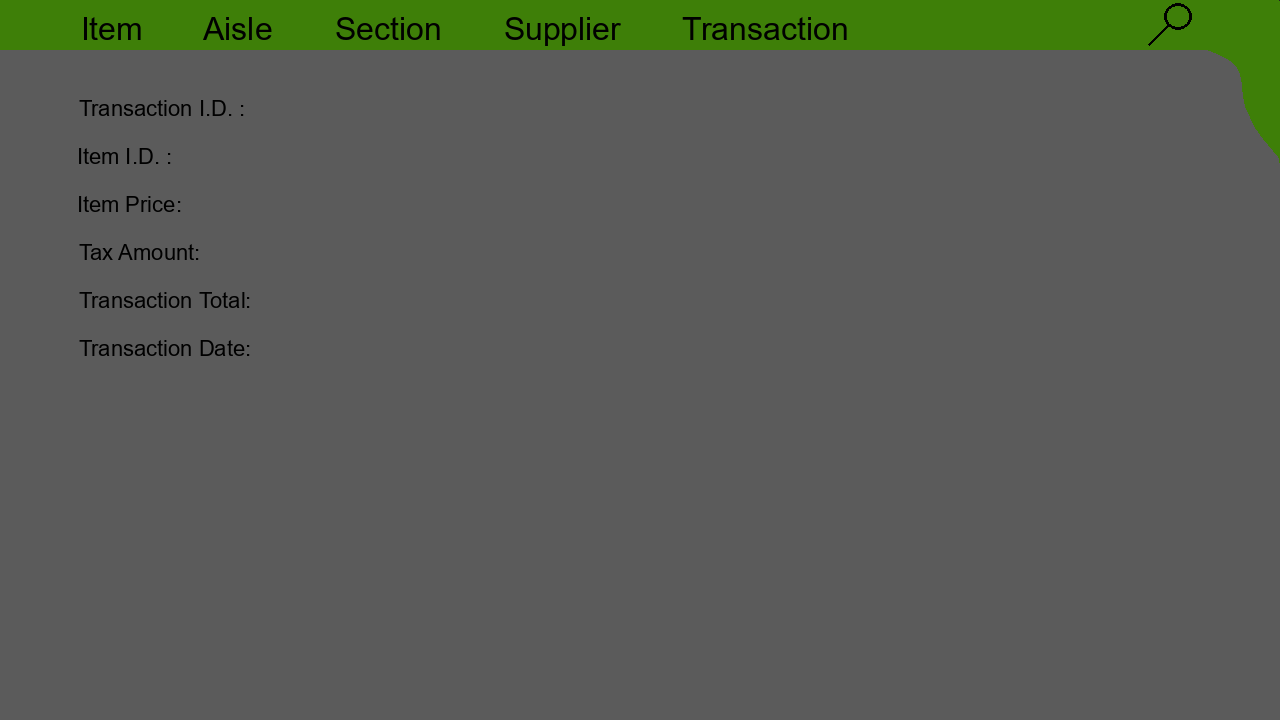 Item Aisle Section Supplier Transaction
Transaction I.D. :
Item I.D. :
Item Price:
Tax Amount:
Transaction Total:
Transaction Date: